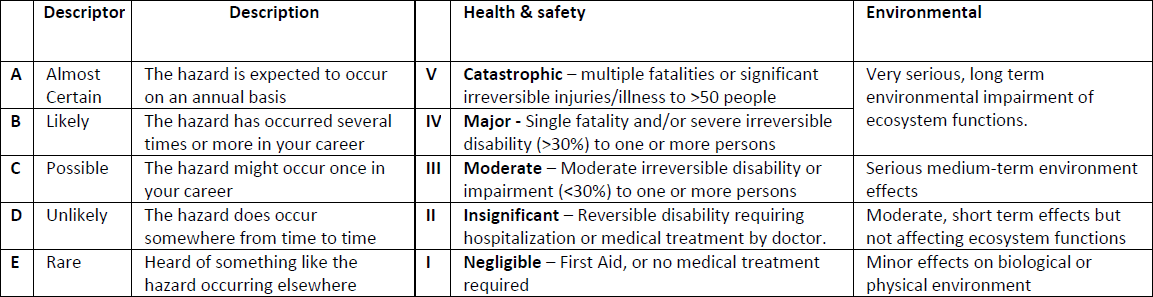 Descriptor Description Health & safety Environmental
A Almost Certain The hazard is expected to occur on an annual basis V Catastrophic – multiple fatalities or significant irreversible injuries/illness to >50 people Very serious, long term environmental impairment of ecosystem functions.
B Likely The hazard has occurred several times or more in your career IV Major - Single fatality and/or severe irreversible disability (>30%) to one or more persons
C Possible The hazard might occur once in your career III Moderate – Moderate irreversible disability or impairment (<30%) to one or more persons Serious medium-term environment effects
D Unlikely The hazard does occur somewhere from time to time II Insignificant – Reversible disability requiring hospitalization or medical treatment by doctor. Moderate, short term effects but not affecting ecosystem functions
E Rare Heard of something like the hazard occurring elsewhere I Negligible – First Aid, or no medical treatment required Minor effects on biological or physical environment